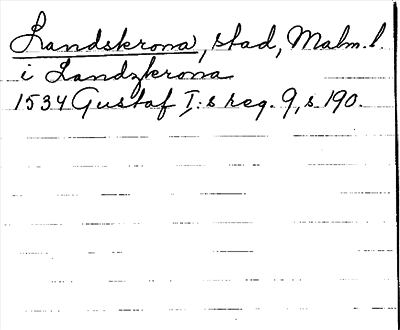 Landskrona, stad, Malm. l.
i Landzkrona
1534 Gustaf I:s reg. 9, s. 190.